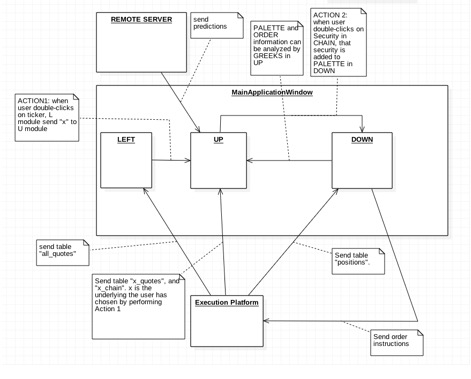 REMOTE SERVER
send
predictions
PALETTE and
ORDER
information can
be analyzed by
GREEKS in
UP
ACTION 2:
when user
double-clicks on
Security in
CHAIN, that
security is
added to
PALETTE in
DOWN
MainApplicationWindow
ACTION1: when
user double-clicks
on ticker, L
module send "x" to
U module
LEFT
UP
DOWN
send table
"all_quotes"
Send table "x_quotes", and
"x_chain". x is the
underlying the user has
chosen by performing
Action 1
Send table
"positions".
Execution Platform
Send order
instructions